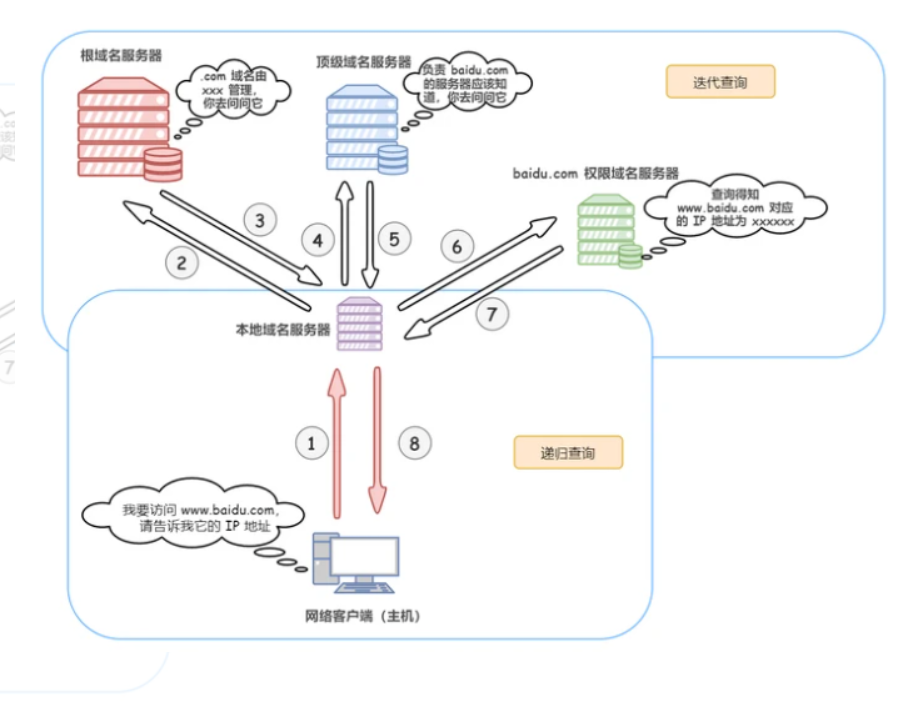 根域名服务器
.com 域名由
xxx 管理，
你去问问它
顶级域名服务器
负责 baidu.com
的服务器应该知
道，你去问问它
迭代查询
baidu.com 权限域名服务器
查询得知
www.baidu.com 对应
的 IP 地址为 xxxxxx
2
3
4
5
6
7
本地域名服务器
1
8
递归查询
我要访问 www.baidu.com，
请告诉我它的 IP 地址
网络客户端（主机）
7